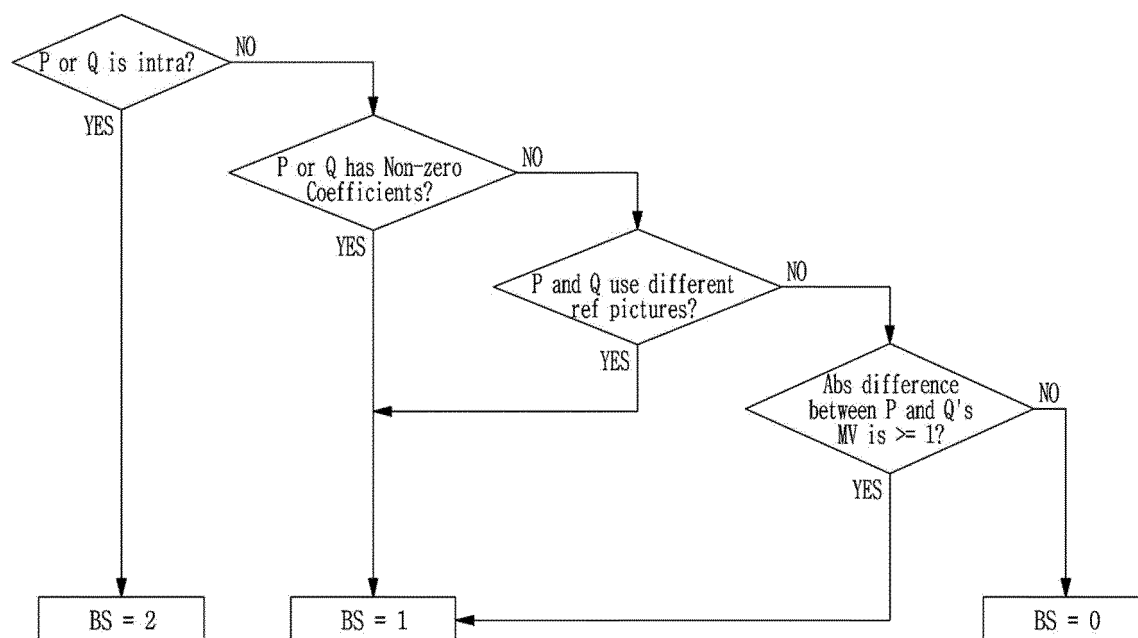 P or Q is intra?
NO
YES
P or Q has Non-zero
Coefficients?
NO
YES
P and Q use different
ref pictures?
NO
YES
Abs difference
between P and Q's
MV is >= 1?
NO
YES
BS = 2
BS = 1
BS = 0